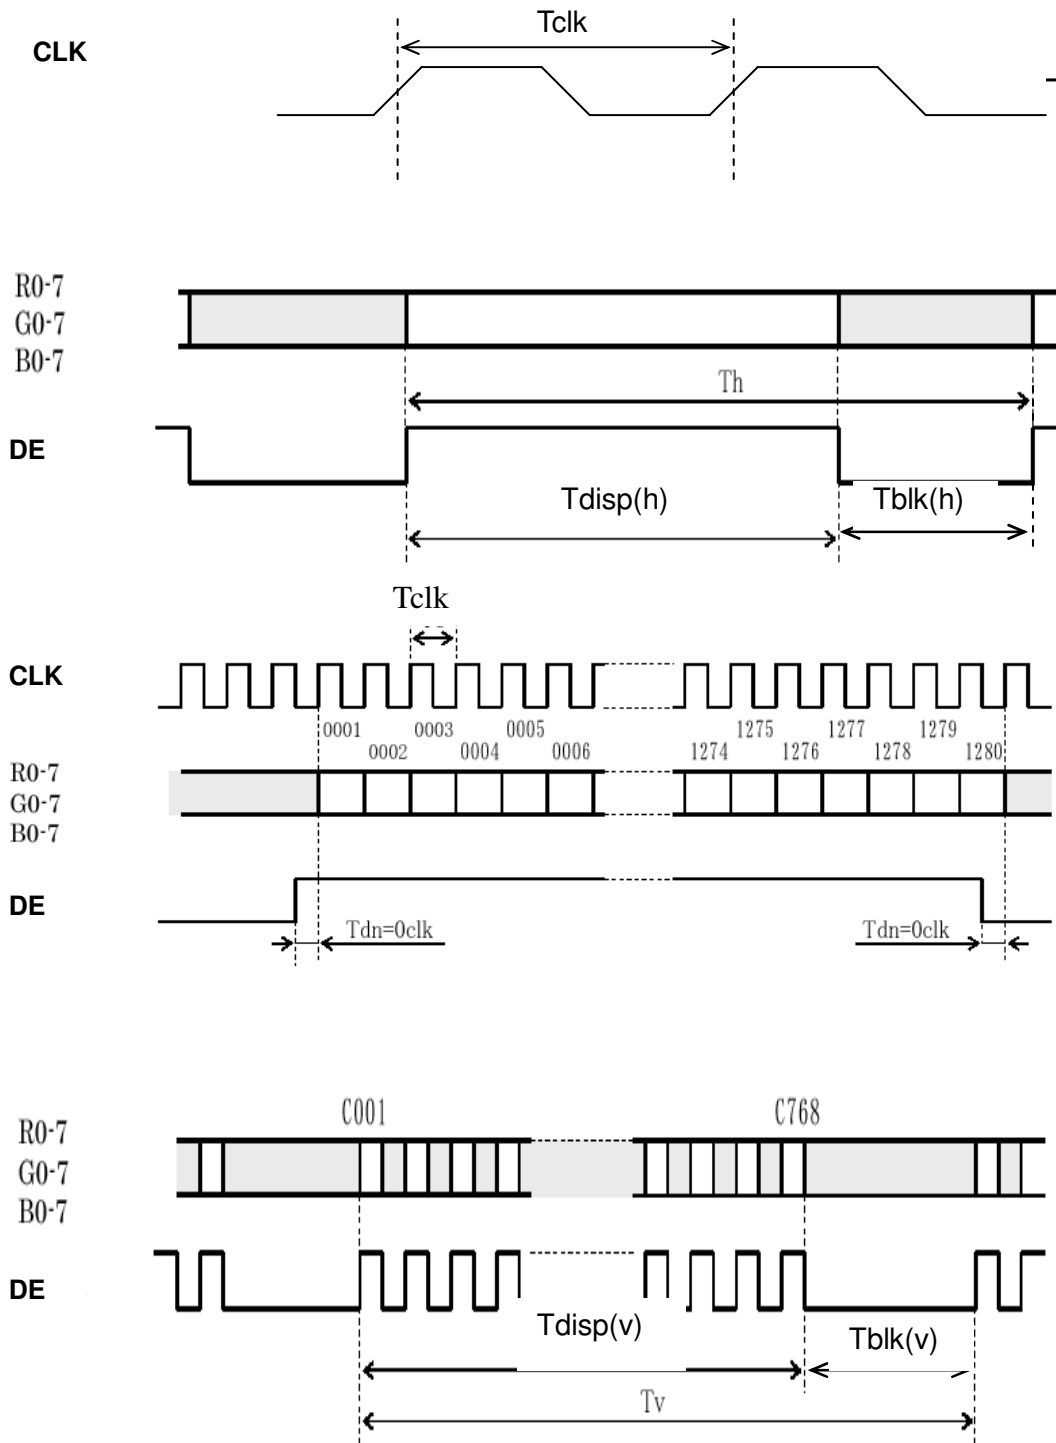 Tclk
CLK
R0-7
G0-7
B0-7
Th
DE
Tdisp(h)
Tblk(h)
Tclk
CLK
0001 0003 0005 1275 1277 1279
0002 0004 0006 1274 1276 1278 1280
R0-7
G0-7
B0-7
DE
Tdn=0clk Tdn=0clk
C001 C768
R0-7
G0-7
B0-7
DE
Tdisp(v)
Tblk(v)
Tv